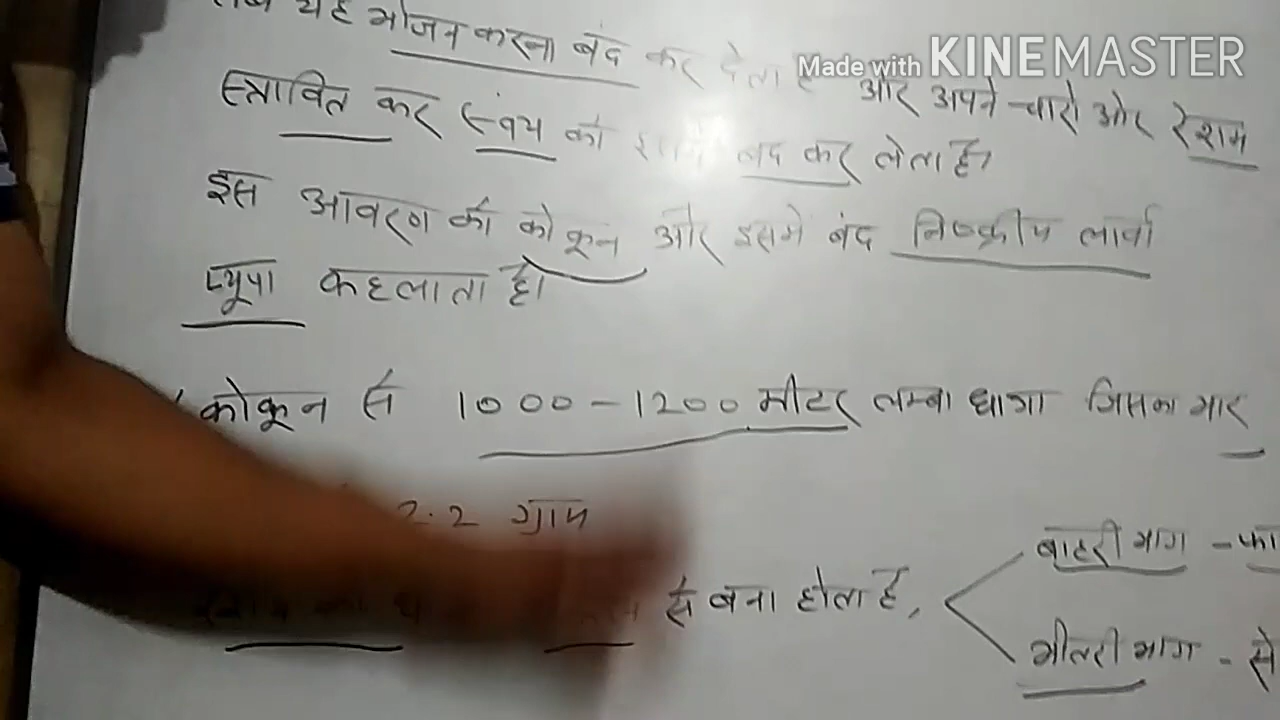 यह भोजन करना बंद कर देता है और अपने चारो ओर रेशम
Made with KINEMASTER
स्त्रावित कर स्वंय को बंद कर लेता है।
इस आवरण को कोकून और इसमे बंद निष्क्रीय लार्वा
प्यूपा कहलाता है।
कोकून से 1000-1200 मीटर लम्बा धागा जिसका भार
2.2 ग्राम
से बना होता है,
बाहरी भाग - फा
भीतरी भाग - से